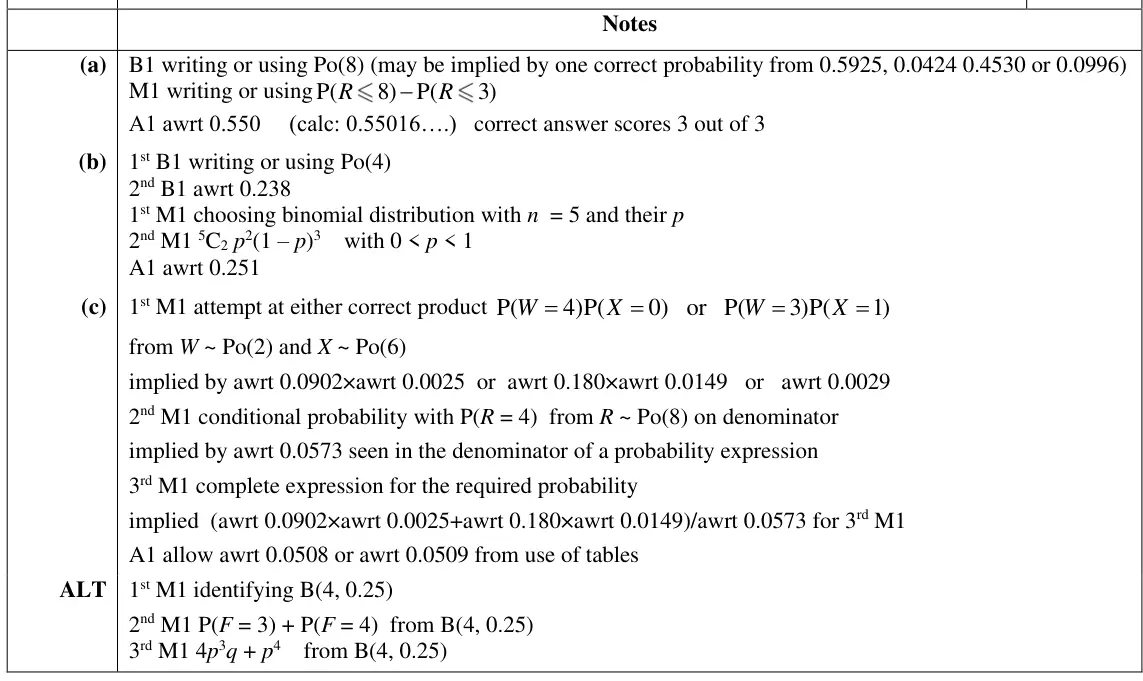 Notes
(a) B1 writing or using Po(8) (may be implied by one correct probability from 0.5925, 0.0424 0.4530 or 0.0996)
M1 writing or using P(R ⩽ 8) – P(R ⩽ 3)
A1 awrt 0.550 (calc: 0.55016….) correct answer scores 3 out of 3
(b) 1st B1 writing or using Po(4)
2nd B1 awrt 0.238
1st M1 choosing binomial distribution with n = 5 and their p
2nd M1 ⁵C₂ p²(1 – p)³ with 0 < p < 1
A1 awrt 0.251
(c) 1st M1 attempt at either correct product P(W = 4)P(X = 0) or P(W = 3)P(X = 1)
from W ~ Po(2) and X ~ Po(6)
implied by awrt 0.0902×awrt 0.0025 or awrt 0.180×awrt 0.0149 or awrt 0.0029
2nd M1 conditional probability with P(R = 4) from R ~ Po(8) on denominator
implied by awrt 0.0573 seen in the denominator of a probability expression
3rd M1 complete expression for the required probability
implied (awrt 0.0902×awrt 0.0025+awrt 0.180×awrt 0.0149)/awrt 0.0573 for 3rd M1
A1 allow awrt 0.0508 or awrt 0.0509 from use of tables
ALT 1st M1 identifying B(4, 0.25)
2nd M1 P(F = 3) + P(F = 4) from B(4, 0.25)
3rd M1 4p³q + p⁴ from B(4, 0.25)